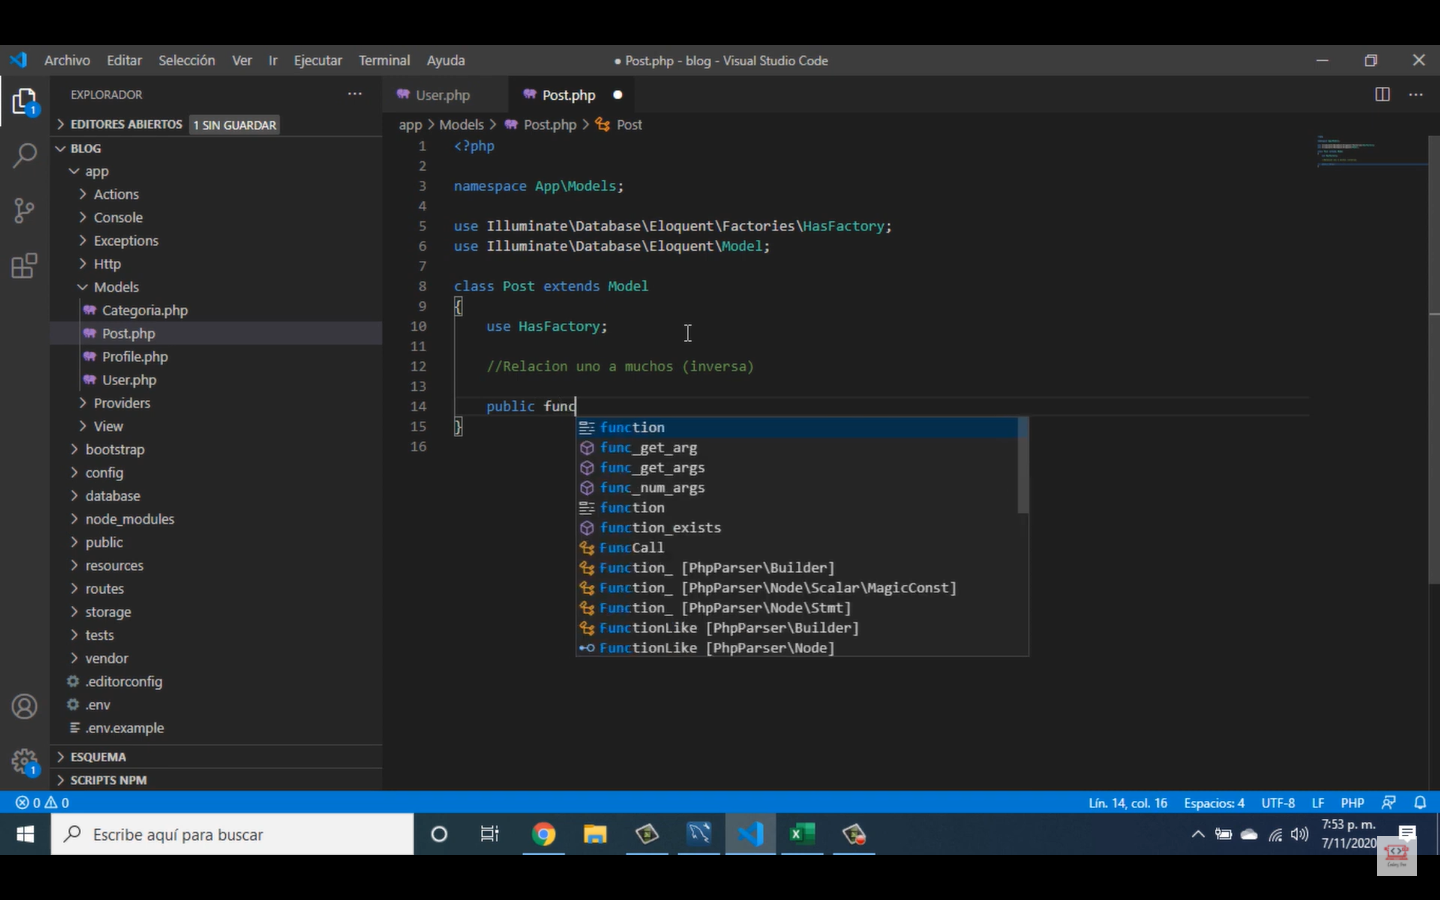 Archivo Editar Selección Ver Ir Ejecutar Terminal Ayuda
● Post.php - blog - Visual Studio Code
EXPLORADOR
EDITORES ABIERTOS 1 SIN GUARDAR
BLOG
app
Actions
Console
Exceptions
Http
Models
Categoria.php
Post.php
Profile.php
User.php
Providers
View
bootstrap
config
database
node_modules
public
resources
routes
storage
tests
vendor
.editorconfig
.env
.env.example
ESQUEMA
SCRIPTS NPM
1
1
User.php Post.php ●
app > Models > Post.php > Post
1 <?php
2
3 namespace App\Models;
4
5 use Illuminate\Database\Eloquent\Factories\HasFactory;
6 use Illuminate\Database\Eloquent\Model;
7
8 class Post extends Model
9 {
10 use HasFactory;
11
12 //Relacion uno a muchos (inversa)
13
14 public func
15 }
16
function
func_get_arg
func_get_args
func_num_args
function
function_exists
FuncCall
Function_ [PhpParser\Builder]
Function_ [PhpParser\Node\Scalar\MagicConst]
Function_ [PhpParser\Node\Stmt]
FunctionLike [PhpParser\Builder]
FunctionLike [PhpParser\Node]
0 0
Lín. 14, col. 16 Espacios: 4 UTF-8 LF PHP
Escribe aquí para buscar
7:53 p. m.
7/11/2020